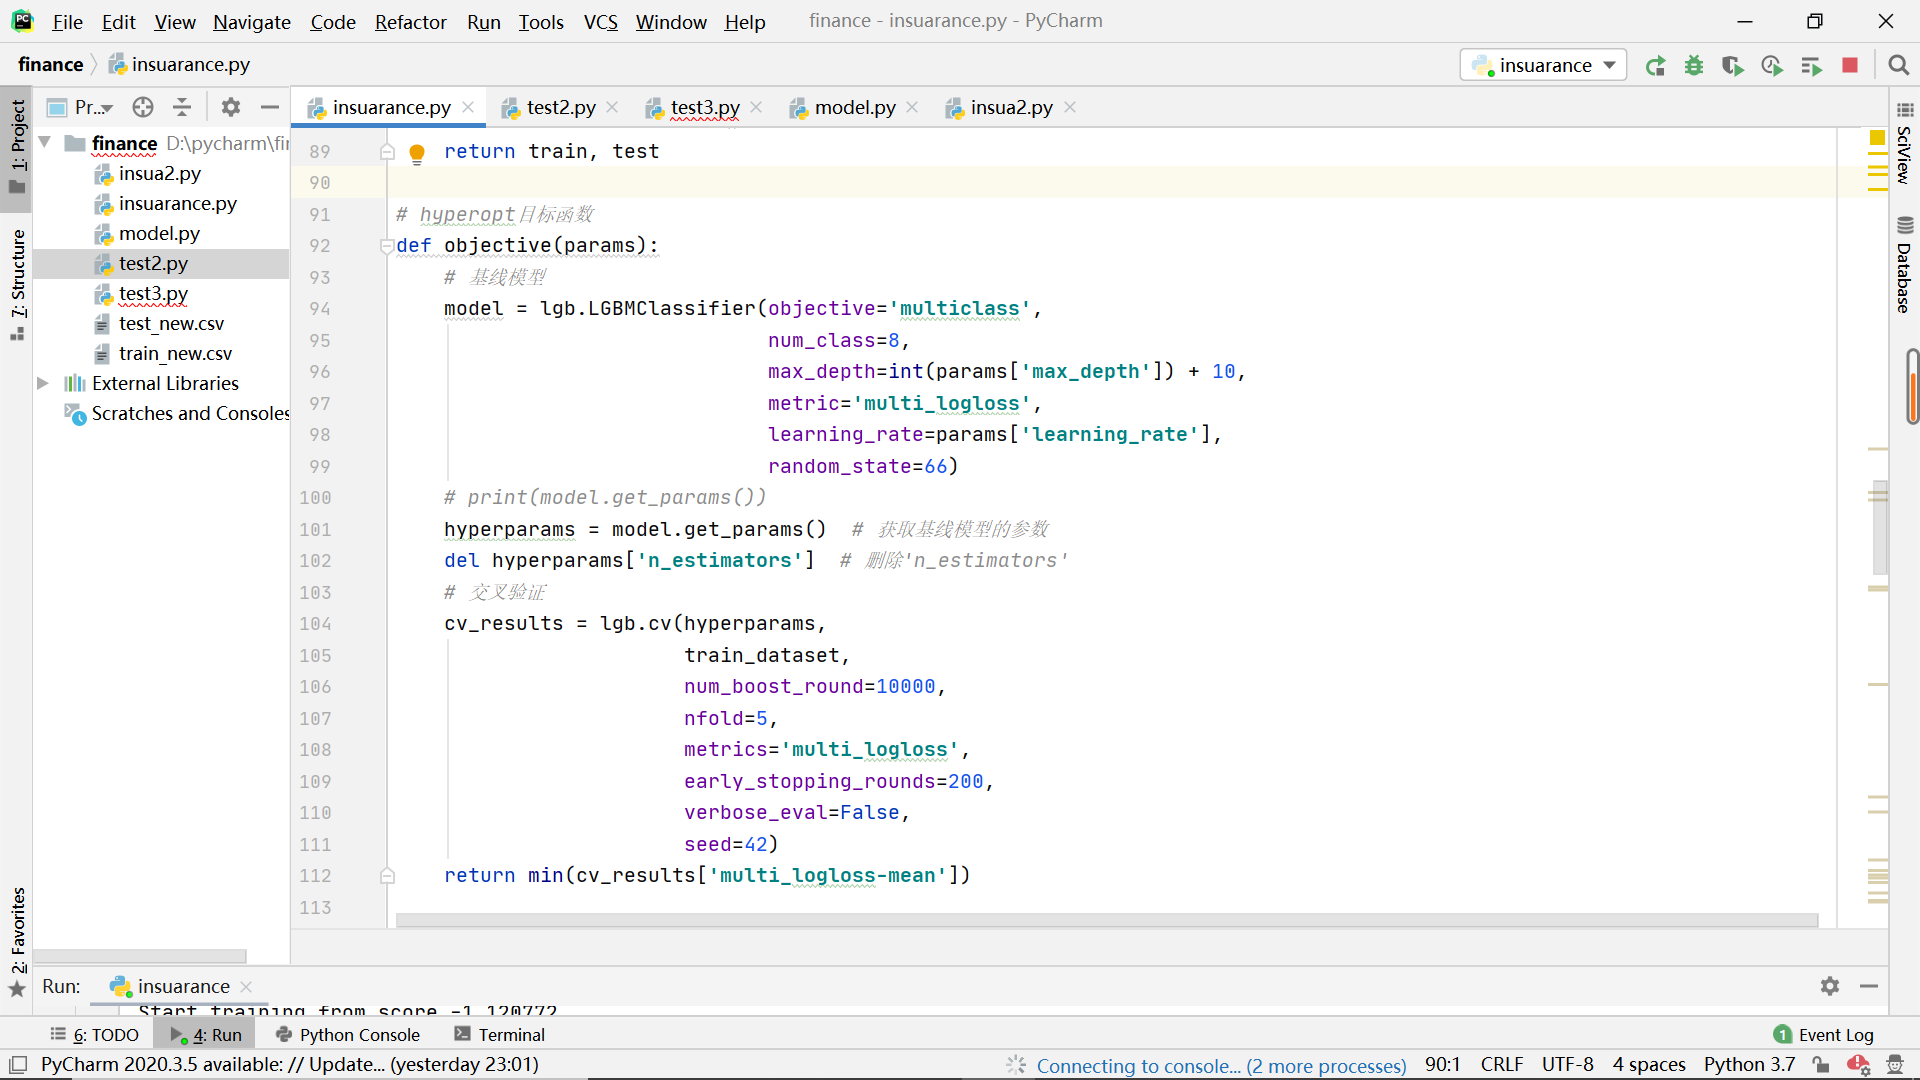 File Edit View Navigate Code Refactor Run Tools VCS Window Help finance - insuarance.py - PyCharm
finance insuarance.py insuarance
1: Project
7: Structure
2: Favorites
Pr...
finance D:\pycharm\fi
insua2.py
insuarance.py
model.py
test2.py
test3.py
test_new.csv
train_new.csv
External Libraries
Scratches and Consoles
insuarance.py test2.py test3.py model.py insua2.py
89 return train, test
90
91 # hyperopt目标函数
92 def objective(params):
93 # 基线模型
94 model = lgb.LGBMClassifier(objective='multiclass',
95 num_class=8,
96 max_depth=int(params['max_depth']) + 10,
97 metric='multi_logloss',
98 learning_rate=params['learning_rate'],
99 random_state=66)
100 # print(model.get_params())
101 hyperparams = model.get_params() # 获取基线模型的参数
102 del hyperparams['n_estimators'] # 删除'n_estimators'
103 # 交叉验证
104 cv_results = lgb.cv(hyperparams,
105 train_dataset,
106 num_boost_round=10000,
107 nfold=5,
108 metrics='multi_logloss',
109 early_stopping_rounds=200,
110 verbose_eval=False,
111 seed=42)
112 return min(cv_results['multi_logloss-mean'])
113
SciView
Database
Run: insuarance
Start training from score -1.120772
6: TODO 4: Run Python Console Terminal 1 Event Log
PyCharm 2020.3.5 available: // Update... (yesterday 23:01) Connecting to console... (2 more processes) 90:1 CRLF UTF-8 4 spaces Python 3.7